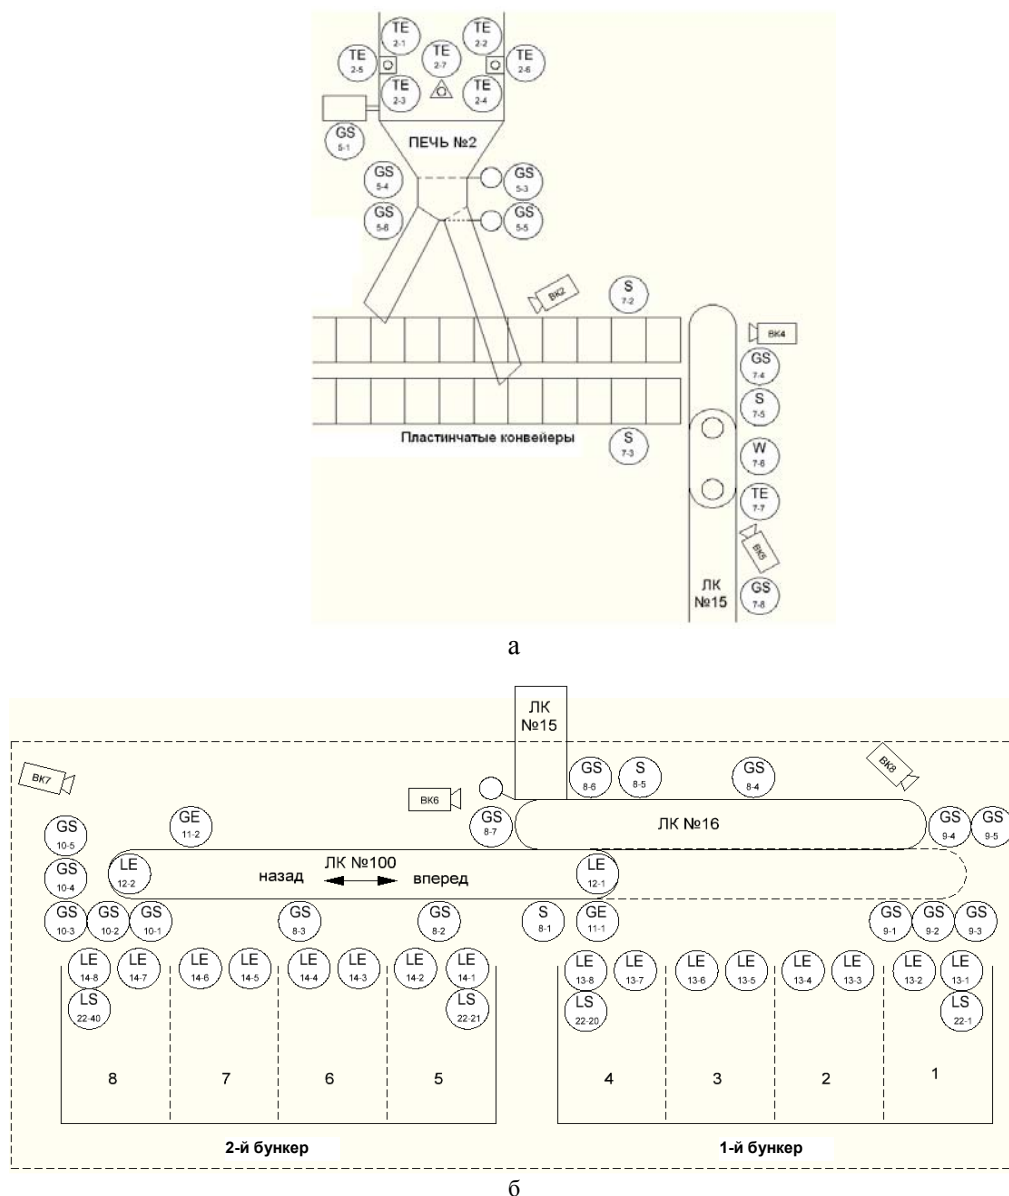 TE 2-1
TE 2-2
TE 2-5
TE 2-7
TE 2-6
TE 2-3
TE 2-4
GS 5-1
ПЕЧЬ №2
GS 5-4
GS 5-3
GS 5-6
GS 5-5
ВК2
S 7-2
ВК4
GS 7-4
S 7-5
Пластинчатые конвейеры
S 7-3
W 7-6
TE 7-7
ВК5
ЛК
№15
GS 7-8
а
ЛК
№15
ВК7
ВК6
GS 8-6
S 8-5
GS 8-4
ВК8
GS 10-5
GE 11-2
GS 8-7
ЛК №16
GS 9-4
GS 9-5
GS 10-4
LE 12-2
ЛК №100
назад
вперед
LE 12-1
GS 10-3
GS 10-2
GS 10-1
GS 8-3
GS 8-2
S 8-1
GE 11-1
GS 9-1
GS 9-2
GS 9-3
LE 14-8
LE 14-7
LE 14-6
LE 14-5
LE 14-4
LE 14-3
LE 14-2
LE 14-1
LE 13-8
LE 13-7
LE 13-6
LE 13-5
LE 13-4
LE 13-3
LE 13-2
LE 13-1
LS 22-40
LS 22-21
LS 22-20
LS 22-1
8
7
6
5
4
3
2
1
2-й бункер
1-й бункер
б